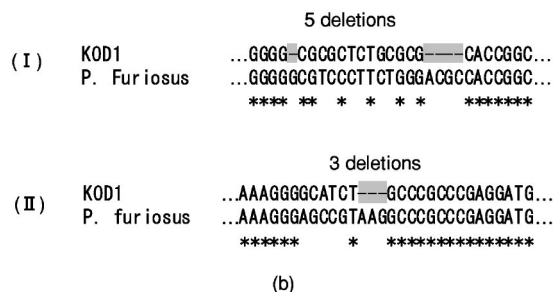 5 deletions
(I) KOD1 ...GGGG-CGCGCTCTGCGCG----CACCGGC...
P. Furiosus ...GGGGGCGTCCCTTCTGGGACGCCACCGGC...
**** ** * * * * *******
3 deletions
(II) KOD1 ...AAAGGGGCATCT---GCCCGCCCGAGGATG...
P. furiosus ...AAAGGGAGCCGTAAGGCCCGCCCGAGGATG...
****** * ***************
(b)